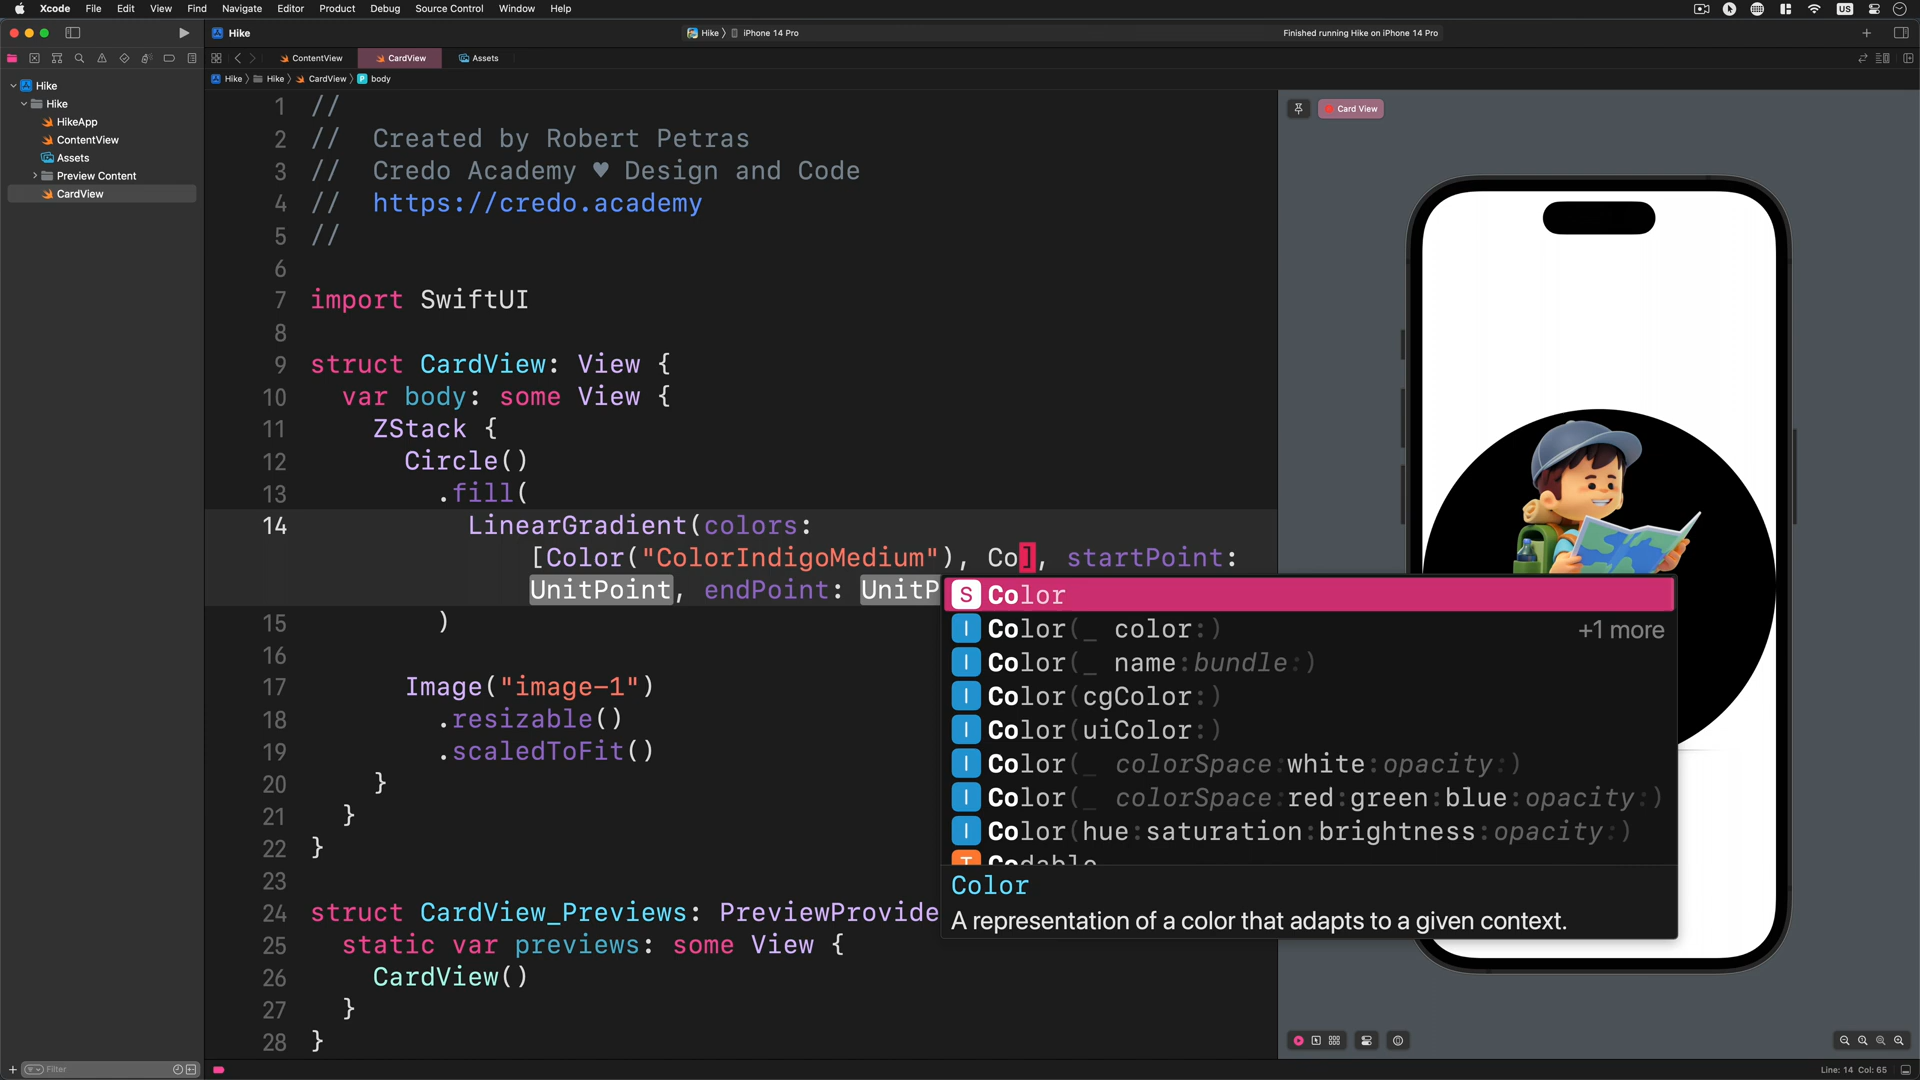 Xcode File Edit View Find Navigate Editor Product Debug Source Control Window Help
US
Hike
Hike 〉 iPhone 14 Pro
Finished running Hike on iPhone 14 Pro
ContentView
CardView
Assets
Hike 〉 Hike 〉 CardView 〉 P body
Hike
Hike
HikeApp
ContentView
Assets
Preview Content
CardView
1 //
2 //  Created by Robert Petras
3 //  Credo Academy ♥ Design and Code
4 //  https://credo.academy
5 //
6
7 import SwiftUI
8
9 struct CardView: View {
10 var body: some View {
11 ZStack {
12 Circle()
13 .fill(
14 LinearGradient(colors:
[Color("ColorIndigoMedium"), Co], startPoint:
UnitPoint, endPoint: UnitP
15 )
16
17 Image("image-1")
18 .resizable()
19 .scaledToFit()
20 }
21 }
22 }
23
24 struct CardView_Previews: PreviewProvide
25 static var previews: some View {
26 CardView()
27 }
28 }
S Color
I Color(_ color:) +1 more
I Color(_ name:bundle:)
I Color(cgColor:)
I Color(uiColor:)
I Color(_ colorSpace:white:opacity:)
I Color(_ colorSpace:red:green:blue:opacity:)
I Color(hue:saturation:brightness:opacity:)
T Codable
Color
A representation of a color that adapts to a given context.
Card View
Filter
Line: 14 Col: 65